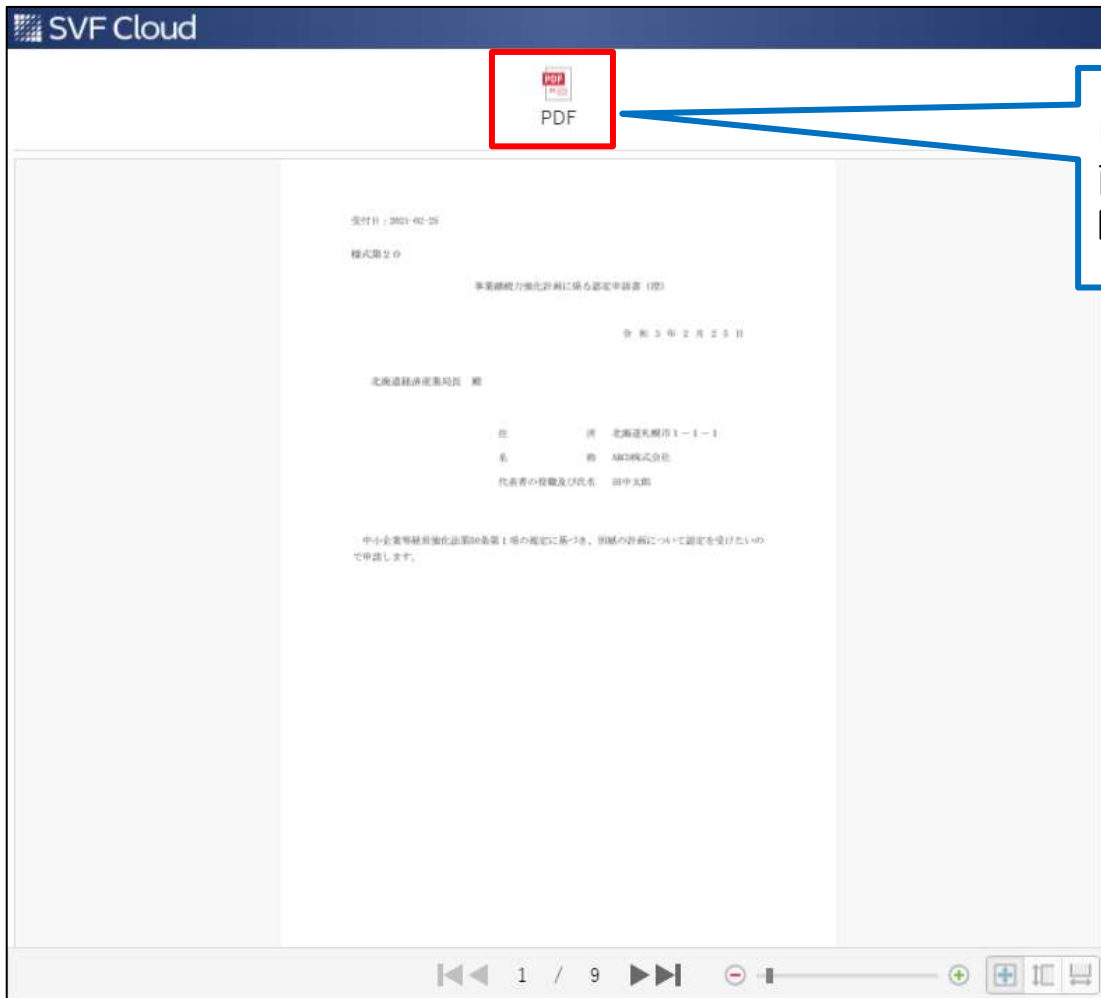 SVF Cloud
PDF
PDF
受付日：2021-02-25
様式第２０
事業継続力強化計画に係る認定申請書（控）
令和３年２月２５日
北海道経済産業局長　殿
住　　　所　北海道札幌市１－１－１
名　　　称　ABCD株式会社
代表者の役職及び氏名　田中太郎
中小企業等経営強化法第50条第１項の規定に基づき、別紙の計画について認定を受けたいの
で申請します。
1 / 9